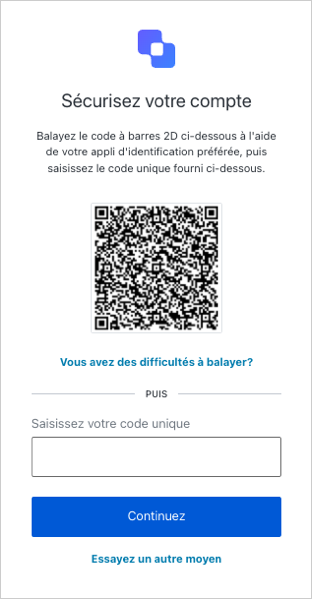 Sécurisez votre compte
Balayez le code à barres 2D ci-dessous à l'aide
de votre appli d'identification préférée, puis
saisissez le code unique fourni ci-dessous.
Vous avez des difficultés à balayer?
PUIS
Saisissez votre code unique
Continuez
Essayez un autre moyen